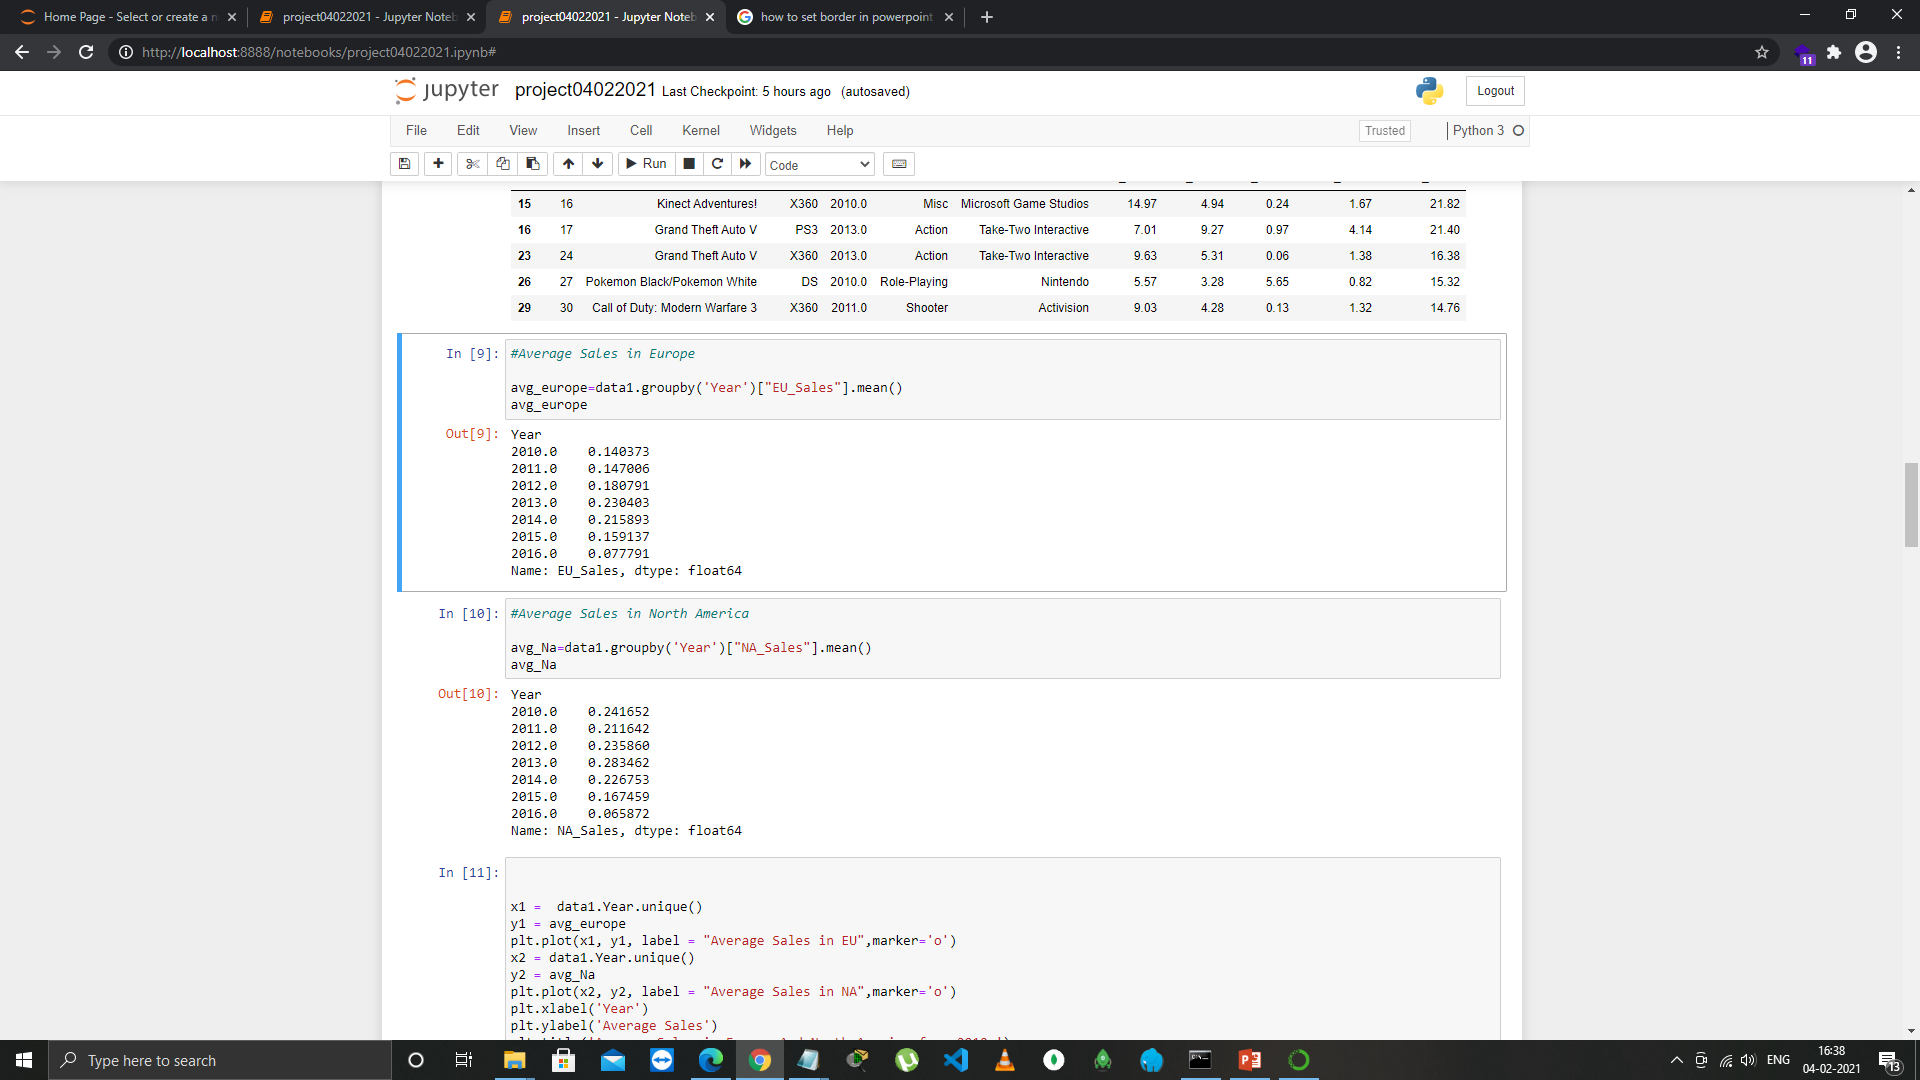 Home Page - Select or create a n
project04022021 - Jupyter Noteb
project04022021 - Jupyter Noteb
how to set border in powerpoint
http://localhost:8888/notebooks/project04022021.ipynb#
11
jupyter project04022021 Last Checkpoint: 5 hours ago (autosaved)
Logout
File Edit View Insert Cell Kernel Widgets Help
Trusted
Python 3
Run
Code
15 16 Kinect Adventures! X360 2010.0 Misc Microsoft Game Studios 14.97 4.94 0.24 1.67 21.82
16 17 Grand Theft Auto V PS3 2013.0 Action Take-Two Interactive 7.01 9.27 0.97 4.14 21.40
23 24 Grand Theft Auto V X360 2013.0 Action Take-Two Interactive 9.63 5.31 0.06 1.38 16.38
26 27 Pokemon Black/Pokemon White DS 2010.0 Role-Playing Nintendo 5.57 3.28 5.65 0.82 15.32
29 30 Call of Duty: Modern Warfare 3 X360 2011.0 Shooter Activision 9.03 4.28 0.13 1.32 14.76
In [9]: #Average Sales in Europe
avg_europe=data1.groupby('Year')["EU_Sales"].mean()
avg_europe
Out[9]: Year
2010.0    0.140373
2011.0    0.147006
2012.0    0.180791
2013.0    0.230403
2014.0    0.215893
2015.0    0.159137
2016.0    0.077791
Name: EU_Sales, dtype: float64
In [10]: #Average Sales in North America
avg_Na=data1.groupby('Year')["NA_Sales"].mean()
avg_Na
Out[10]: Year
2010.0    0.241652
2011.0    0.211642
2012.0    0.235860
2013.0    0.283462
2014.0    0.226753
2015.0    0.167459
2016.0    0.065872
Name: NA_Sales, dtype: float64
In [11]:
x1 =  data1.Year.unique()
y1 = avg_europe
plt.plot(x1, y1, label = "Average Sales in EU",marker='o')
x2 = data1.Year.unique()
y2 = avg_Na
plt.plot(x2, y2, label = "Average Sales in NA",marker='o')
plt.xlabel('Year')
plt.ylabel('Average Sales')
Type here to search
ENG
16:38
04-02-2021
13